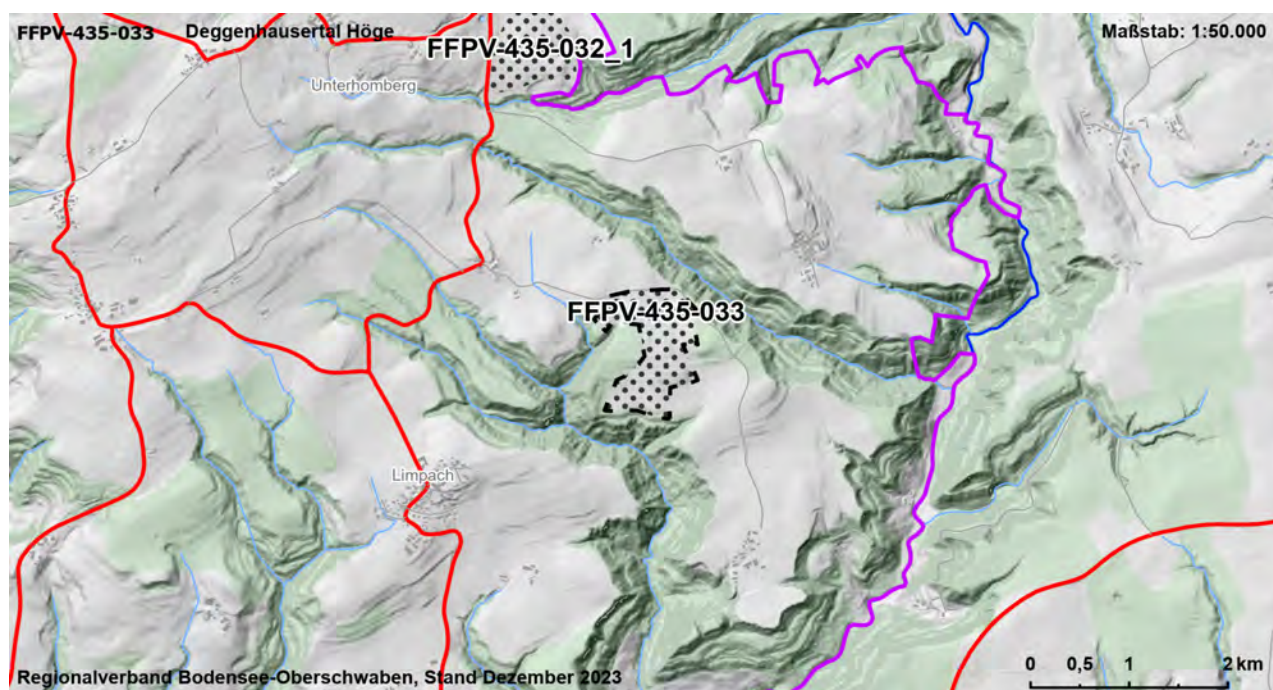 FFPV-435-033 Deggenhausertal Höge
Maßstab: 1:50.000
FFPV-435-032_1
Unterhomberg
FFPV-435-033
Limpach
0 0,5 1 2 km
Regionalverband Bodensee-Oberschwaben, Stand Dezember 2023